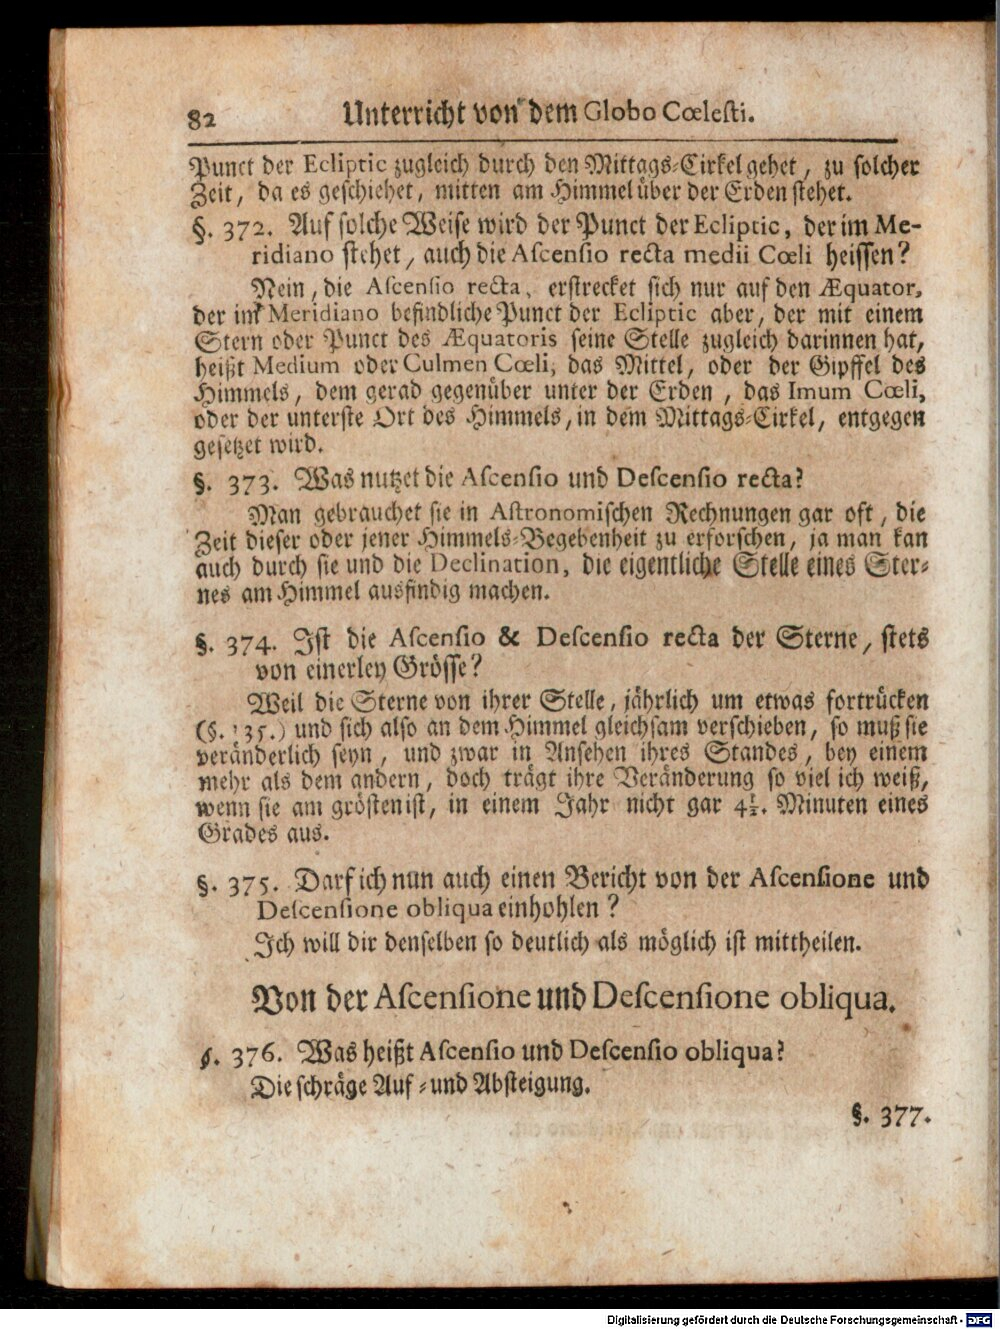 82 Unterricht von dem Globo Cœlesti.
Punct der Ecliptic zugleich durch den Mittags-Cirkel gehet, zu solcher
Zeit, da es geschiehet, mitten am Himmel über der Erden stehet.
§. 372. Auf solche Weise wird der Punct der Ecliptic, der im Me-
ridiano stehet, auch die Ascensio recta medii Cœli heissen?
Nein, die Ascensio recta, erstrecket sich nur auf den Æquator,
der im Meridiano befindliche Punct der Ecliptic aber, der mit einem
Stern oder Punct des Æquatoris seine Stelle zugleich darinnen hat,
heißt Medium oder Culmen Cœli, das Mittel, oder der Gipffel des
Himmels, dem gerad gegenüber unter der Erden, das Imum Cœli,
oder der unterste Ort des Himmels, in dem Mittags-Cirkel, entgegen
gesetzet wird.
§. 373. Was nutzet die Ascensio und Descensio recta?
Man gebrauchet sie in Astronomischen Rechnungen gar oft, die
Zeit dieser oder jener Himmels-Begebenheit zu erforschen, ja man kan
auch durch sie und die Declination, die eigentliche Stelle eines Ster-
nes am Himmel ausfindig machen.
§. 374. Ist die Ascensio & Descensio recta der Sterne, stets
von einerley Grösse?
Weil die Sterne von ihrer Stelle, jährlich um etwas fortrücken
(§. 135.) und sich also an dem Himmel gleichsam verschieben, so muß sie
veränderlich seyn, und zwar in Ansehen ihres Standes, bey einem
mehr als dem andern, doch trägt ihre Veränderung so viel ich weiß,
wenn sie am grösten ist, in einem Jahr nicht gar 4½. Minuten eines
Grades aus.
§. 375. Darf ich nun auch einen Bericht von der Ascensione und
Descensione obliqua einhohlen?
Ich will dir denselben so deutlich als möglich ist mittheilen.
Von der Ascensione und Descensione obliqua.
§. 376. Was heißt Ascensio und Descensio obliqua?
Die schräge Auf- und Absteigung.
§. 377.
Digitalisierung gefördert durch die Deutsche Forschungsgemeinschaft - DFG